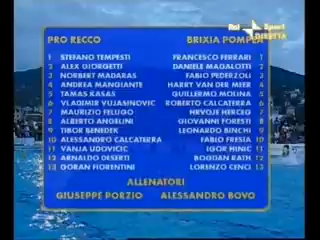 Rai Sport
DIRETTA
PRO RECCO BRIXIA POMPEA
1 STEFANO TEMPESTI FRANCESCO FERRARI 1
2 ALEX GIORGETTI DANIELE MAGALOTTI 2
3 NORBERT MADARAS FABIO PEDERZOLI 3
4 ANDREA MANGIANTE HARRY VAN DER MEER 4
5 TAMAS KASAS GUILLERMO MOLINA 5
6 VLADIMIR VUJASINOVIC ROBERTO CALCATERRA 6
7 MAURIZIO FELUGO HRVOJE HERCEG 7
8 ALBERTO ANGELINI GIOVANNI FORESTI 8
9 TIBOR BENEDEK LEONARDO BINCHI 9
10 ALESSANDRO CALCATERRA FABIO FRESIA 10
11 VANJA UDOVICIC IGOR HINIC 11
12 ARNALDO DESERTI BOGDAN RATH 12
13 GORAN FIORENTINI LORENZO CENCI 13
ALLENATORI
GIUSEPPE PORZIO ALESSANDRO BOVO